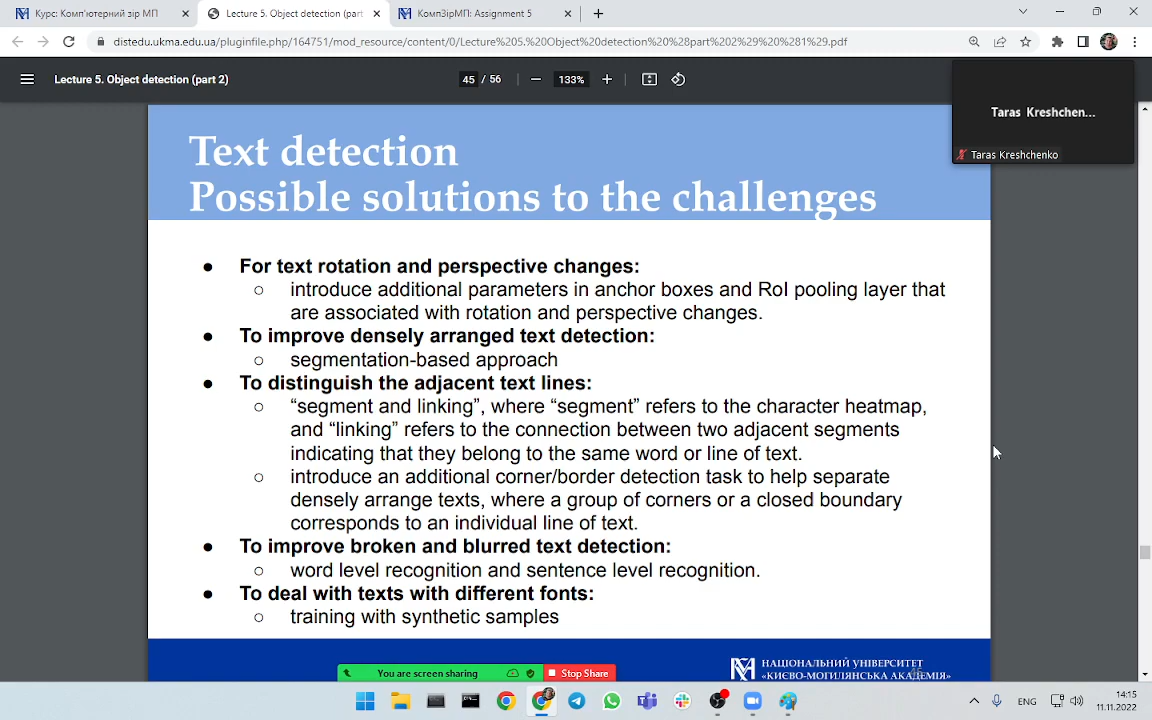 Курс: Комп'ютерний зір МП
Lecture 5. Object detection (part
КомпЗірМП: Assignment 5
distedu.ukma.edu.ua/pluginfile.php/164751/mod_resource/content/0/Lecture%205.%20Object%20detection%20%28part%202%29%20%281%29.pdf
Lecture 5. Object detection (part 2)
45 / 56
133%
Taras Kreshchen...
Taras Kreshchenko
Text detection
Possible solutions to the challenges
● For text rotation and perspective changes:
○ introduce additional parameters in anchor boxes and RoI pooling layer that
are associated with rotation and perspective changes.
● To improve densely arranged text detection:
○ segmentation-based approach
● To distinguish the adjacent text lines:
○ “segment and linking”, where “segment” refers to the character heatmap,
and “linking” refers to the connection between two adjacent segments
indicating that they belong to the same word or line of text.
○ introduce an additional corner/border detection task to help separate
densely arrange texts, where a group of corners or a closed boundary
corresponds to an individual line of text.
● To improve broken and blurred text detection:
○ word level recognition and sentence level recognition.
● To deal with texts with different fonts:
○ training with synthetic samples
НАЦІОНАЛЬНИЙ УНІВЕРСИТЕТ
«КИЄВО-МОГИЛЯНСЬКА АКАДЕМІЯ»
You are screen sharing
Stop Share
ENG
14:15
11.11.2022